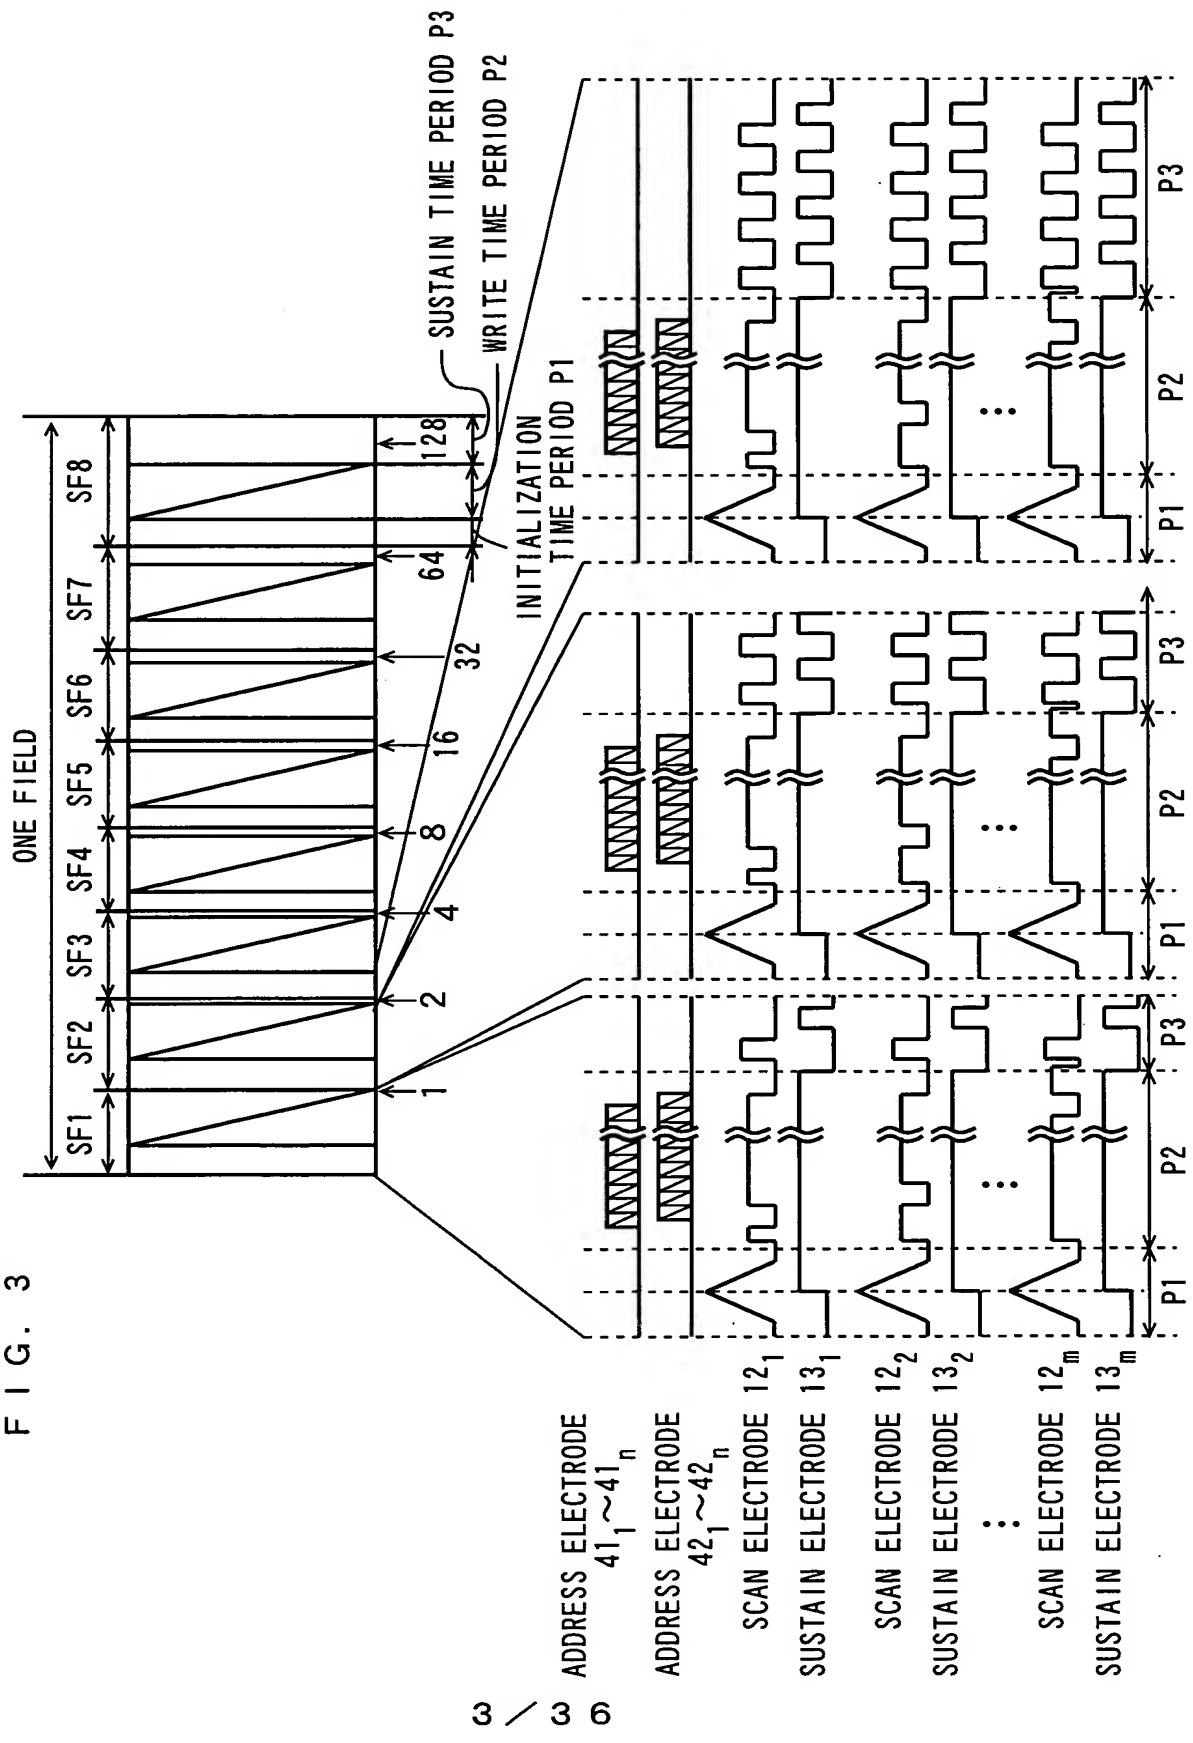 FIG. 3
ONE FIELD
SF1 SF2 SF3 SF4 SF5 SF6 SF7 SF8
1 2 4 8 16 32 64 128
SUSTAIN TIME PERIOD P3
WRITE TIME PERIOD P2
INITIALIZATION
TIME PERIOD P1
ADDRESS ELECTRODE
41₁~41ₙ
ADDRESS ELECTRODE
42₁~42ₙ
SCAN ELECTRODE 12₁
SUSTAIN ELECTRODE 13₁
SCAN ELECTRODE 12₂
SUSTAIN ELECTRODE 13₂
SCAN ELECTRODE 12ₘ
SUSTAIN ELECTRODE 13ₘ
P1 P2 P3 P1 P2 P3 P1 P2 P3
3/36